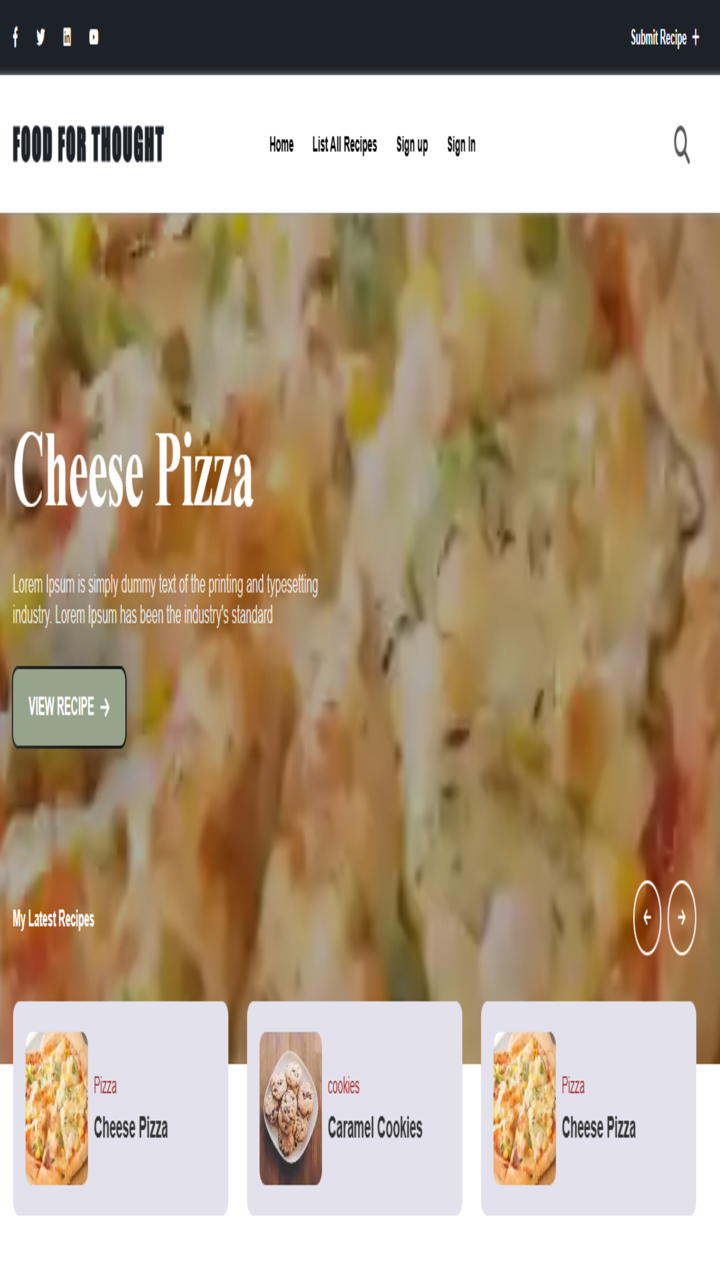 Submit Recipe +
FOOD FOR THOUGHT
Home List All Recipes Sign up Sign In
Cheese Pizza
Lorem Ipsum is simply dummy text of the printing and typesetting
industry. Lorem Ipsum has been the industry's standard
VIEW RECIPE →
My Latest Recipes
Pizza
Cheese Pizza
cookies
Caramel Cookies
Pizza
Cheese Pizza